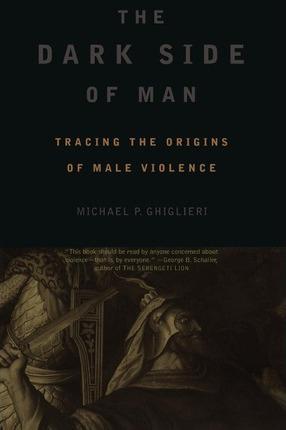 THE
DARK SIDE
OF MAN
TRACING THE ORIGINS
OF MALE VIOLENCE
MICHAEL P. GHIGLIERI
"This book should be read by anyone concerned about
violence—that is, by everyone." —George B. Schaller,
author of THE SERENGETI LION